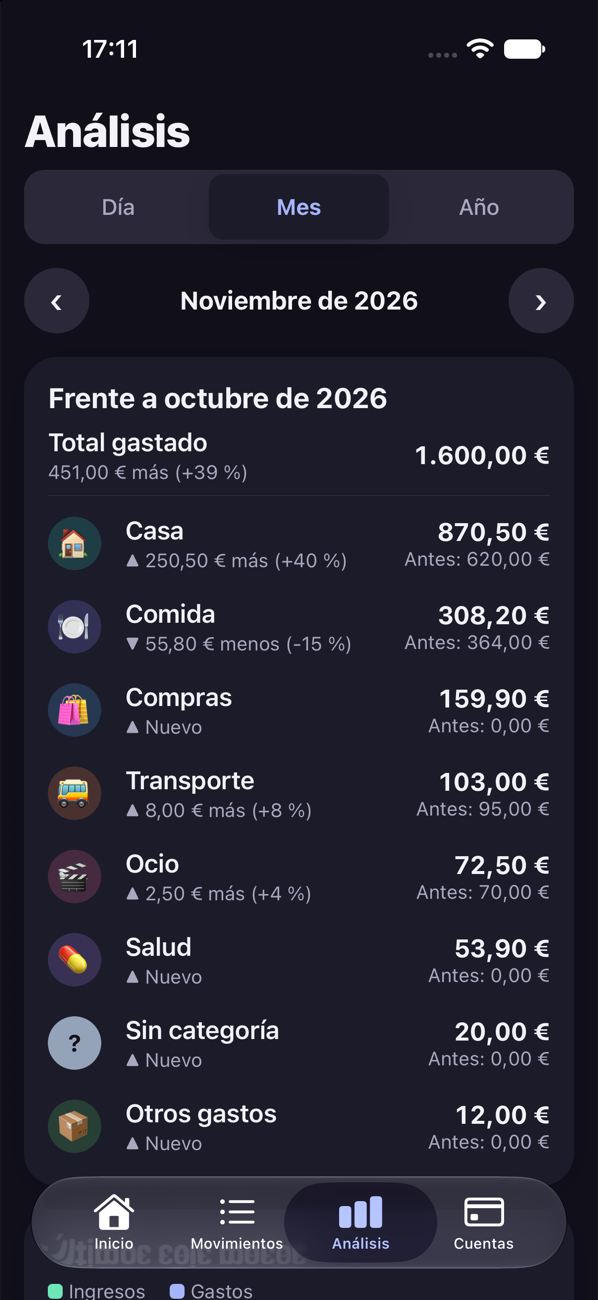 17:11
Análisis
Día Mes Año
‹ Noviembre de 2026 ›
Frente a octubre de 2026
Total gastado 1.600,00 €
451,00 € más (+39 %)
Casa 870,50 €
▲ 250,50 € más (+40 %) Antes: 620,00 €
Comida 308,20 €
▼ 55,80 € menos (-15 %) Antes: 364,00 €
Compras 159,90 €
▲ Nuevo Antes: 0,00 €
Transporte 103,00 €
▲ 8,00 € más (+8 %) Antes: 95,00 €
Ocio 72,50 €
▲ 2,50 € más (+4 %) Antes: 70,00 €
Salud 53,90 €
▲ Nuevo Antes: 0,00 €
? Sin categoría 20,00 €
▲ Nuevo Antes: 0,00 €
Otros gastos 12,00 €
▲ Nuevo Antes: 0,00 €
Inicio Movimientos Análisis Cuentas
Ingresos Gastos